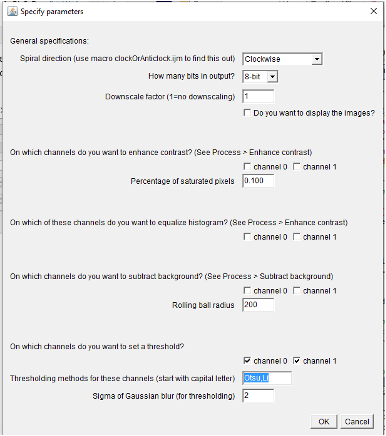 Specify parameters
General specifications:
Spiral direction (use macro clockOrAnticlock.ijm to find this out) Clockwise
How many bits in output? 8-bit
Downscale factor (1=no downscaling) 1
Do you want to display the images?
On which channels do you want to enhance contrast? (See Process > Enhance contrast)
channel 0 channel 1
Percentage of saturated pixels 0.100
On which of these channels do you want to equalize histogram? (See Process > Enhance contrast)
channel 0 channel 1
On which channels do you want to subtract background? (See Process > Subtract background)
channel 0 channel 1
Rolling ball radius 200
On which channels do you want to set a threshold?
channel 0 channel 1
Thresholding methods for these channels (start with capital letter) Otsu,Li
Sigma of Gaussian blur (for thresholding) 2
OK Cancel